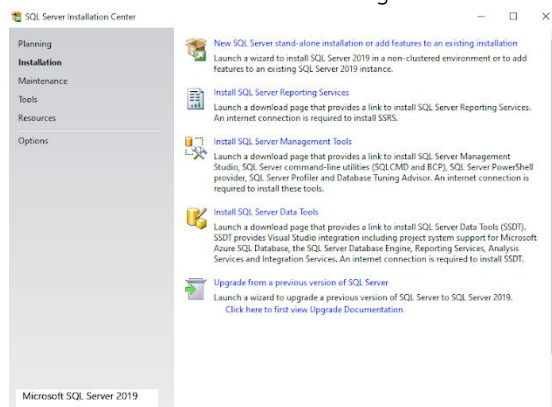 SQL Server Installation Center
Planning
Installation
Maintenance
Tools
Resources
Options
New SQL Server stand-alone installation or add features to an existing installation
Launch a wizard to install SQL Server 2019 in a non-clustered environment or to add
features to an existing SQL Server 2019 instance.
Install SQL Server Reporting Services
Launch a download page that provides a link to install SQL Server Reporting Services.
An internet connection is required to install SSRS.
Install SQL Server Management Tools
Launch a download page that provides a link to install SQL Server Management
Studio, SQL Server command-line utilities (SQLCMD and BCP), SQL Server PowerShell
provider, SQL Server Profiler and Database Tuning Advisor. An internet connection is
required to install these tools.
Install SQL Server Data Tools
Launch a download page that provides a link to install SQL Server Data Tools (SSDT).
SSDT provides Visual Studio integration including project system support for Microsoft
Azure SQL Database, the SQL Server Database Engine, Reporting Services, Analysis
Services and Integration Services. An internet connection is required to install SSDT.
Upgrade from a previous version of SQL Server
Launch a wizard to upgrade a previous version of SQL Server to SQL Server 2019.
Click here to first view Upgrade Documentation
Microsoft SQL Server 2019